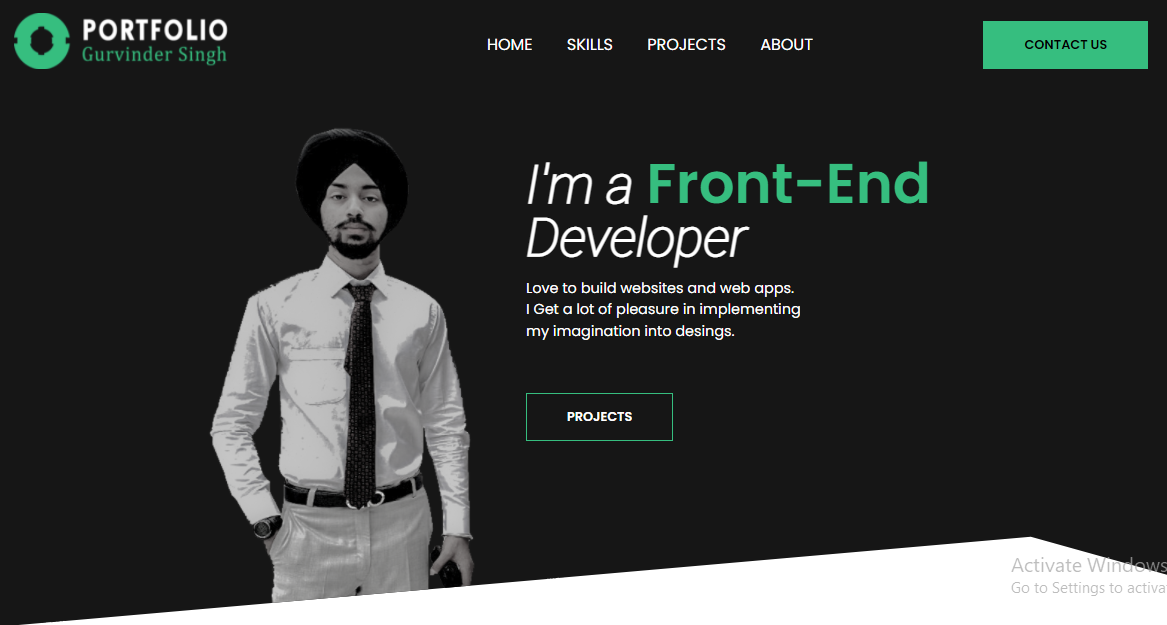 PORTFOLIO
Gurvinder Singh
HOME SKILLS PROJECTS ABOUT
CONTACT US
I'm a Front-End
Developer
Love to build websites and web apps.
I Get a lot of pleasure in implementing
my imagination into desings.
PROJECTS
Activate Windows
Go to Settings to activa